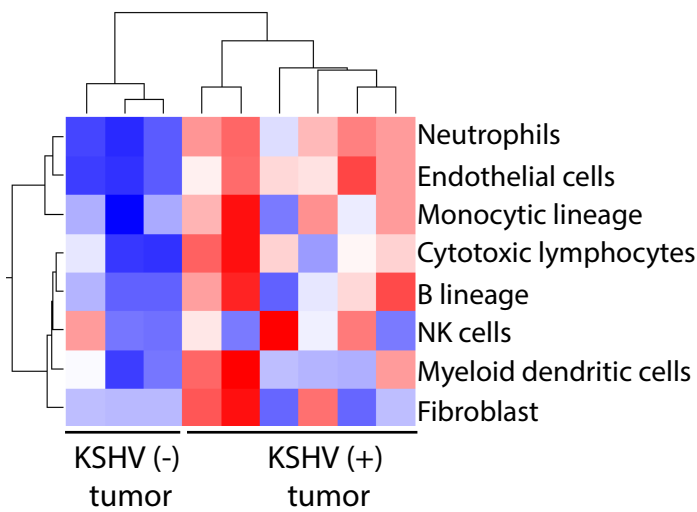 Neutrophils
Endothelial cells
Monocytic lineage
Cytotoxic lymphocytes
B lineage
NK cells
Myeloid dendritic cells
Fibroblast
KSHV (-)
tumor
KSHV (+)
tumor